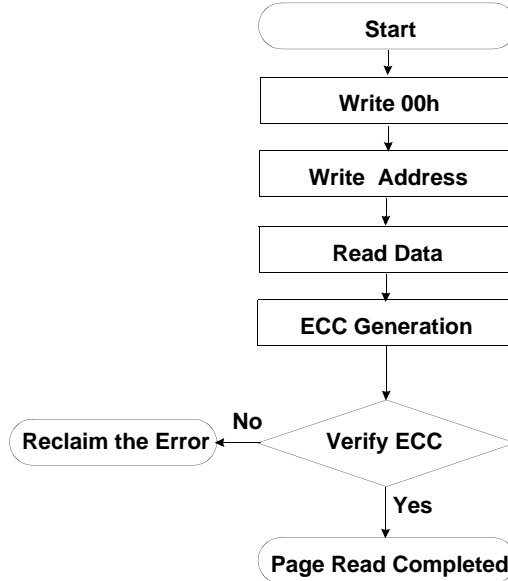 Start
Write 00h
Write Address
Read Data
ECC Generation
No
Reclaim the Error
Verify ECC
Yes
Page Read Completed